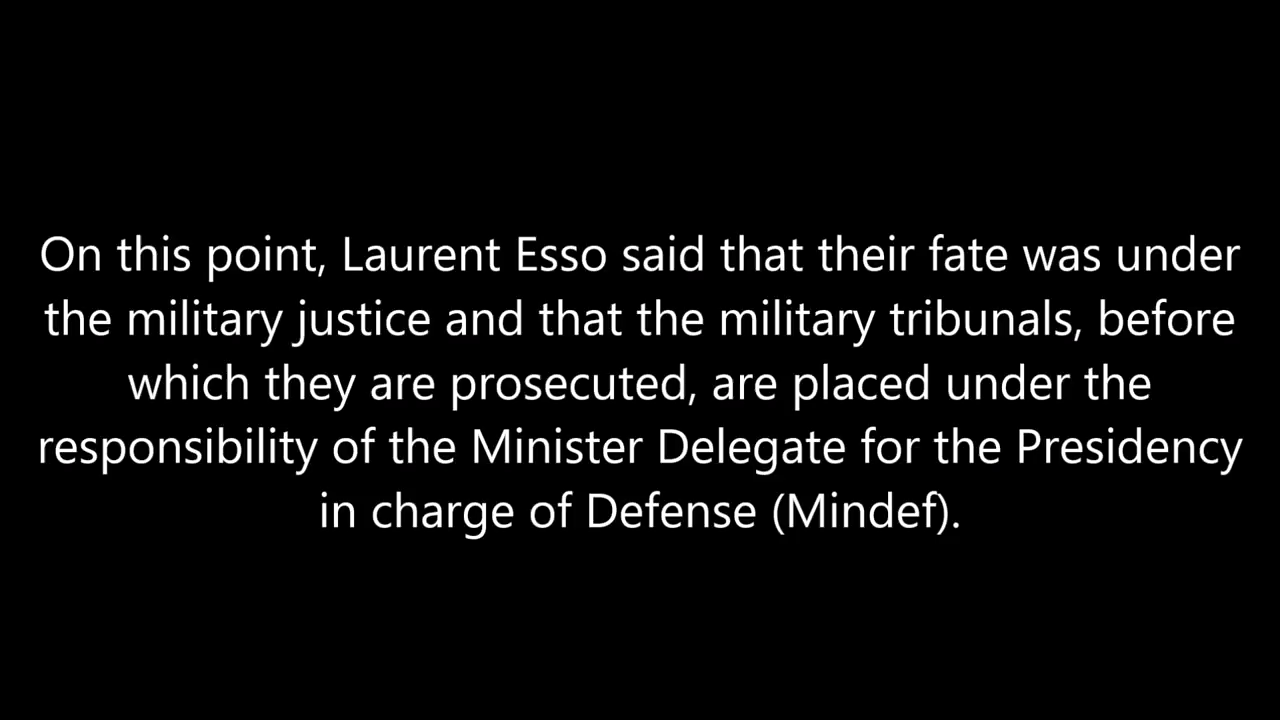 On this point, Laurent Esso said that their fate was under
the military justice and that the military tribunals, before
which they are prosecuted, are placed under the
responsibility of the Minister Delegate for the Presidency
in charge of Defense (Mindef).